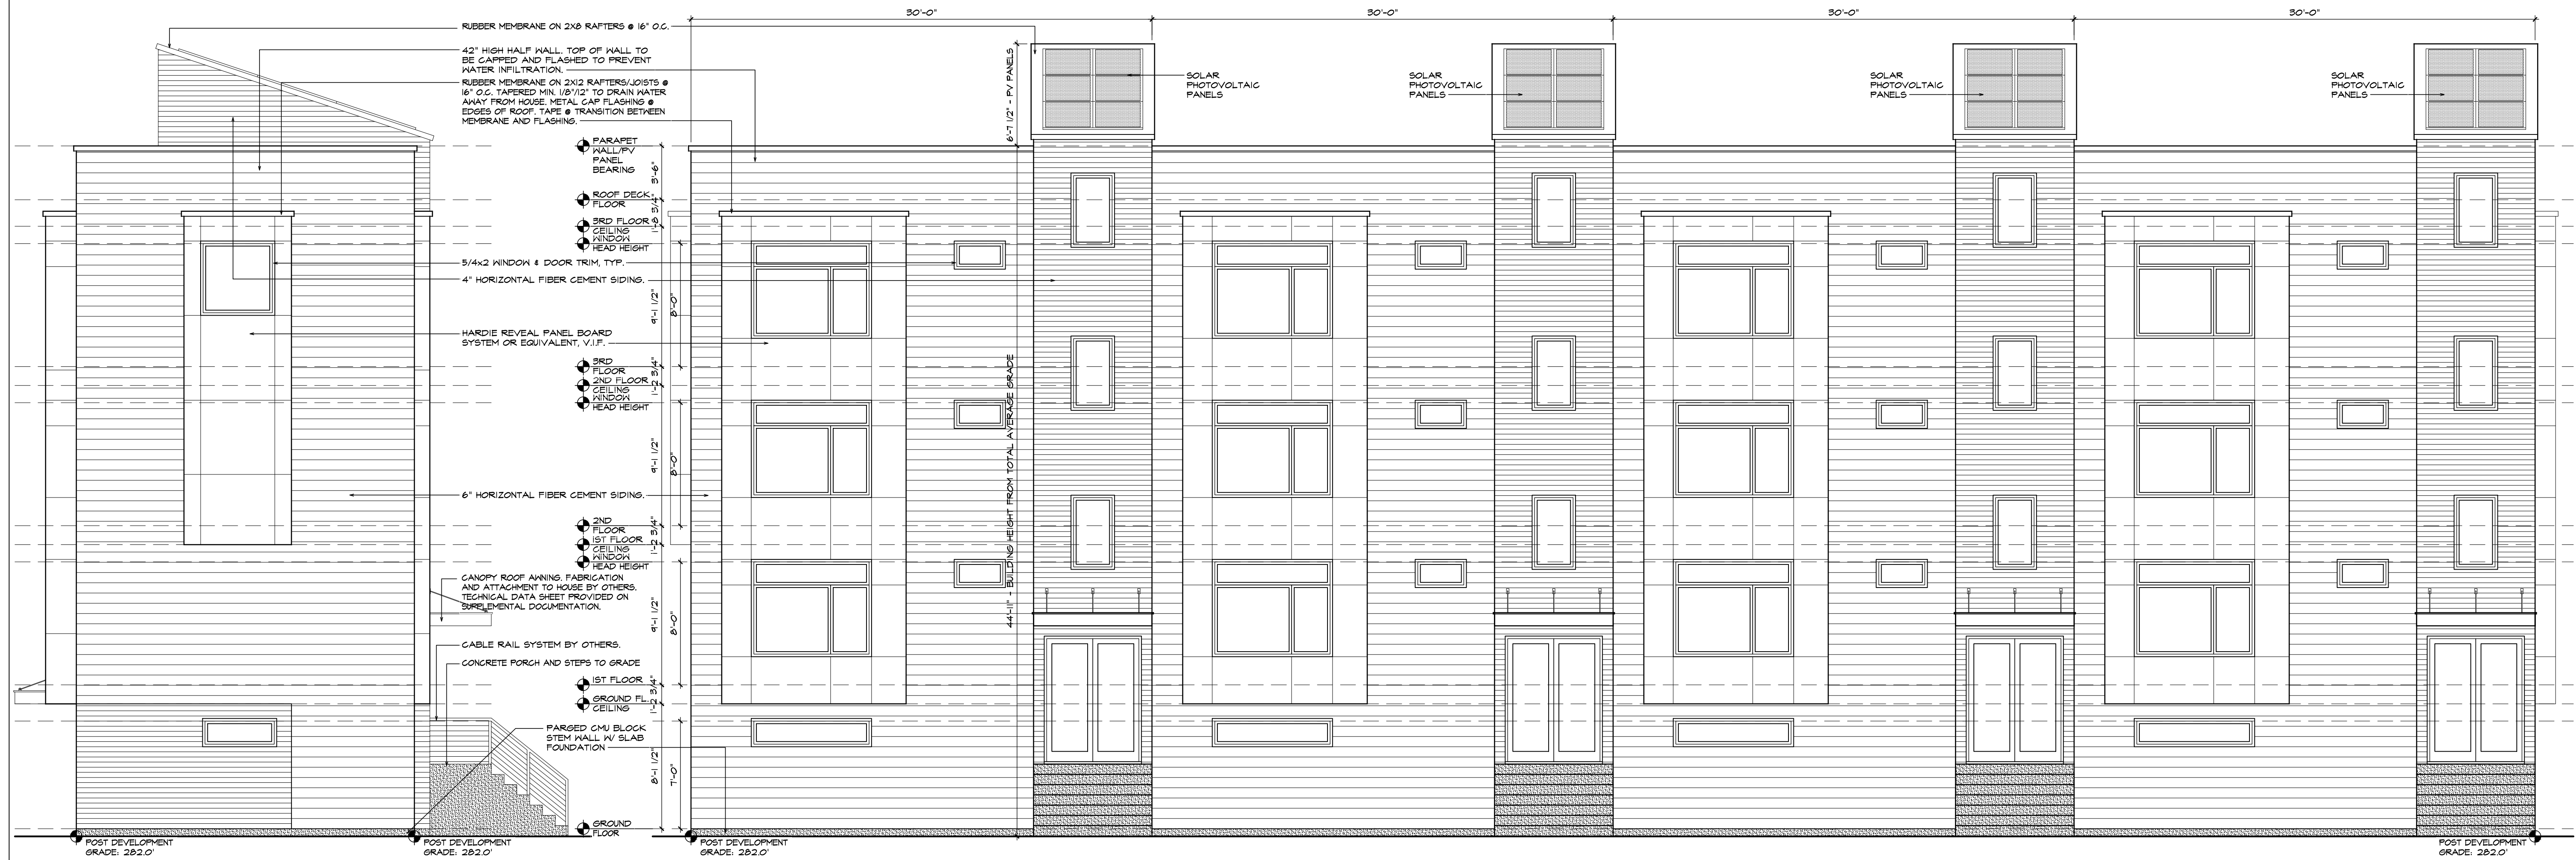 30'-0"
30'-0"
30'-0"
30'-0"
RUBBER MEMBRANE ON 2X8 RAFTERS @ 16" O.C.
42" HIGH HALF WALL. TOP OF WALL TO
BE CAPPED AND FLASHED TO PREVENT
WATER INFILTRATION.
RUBBER MEMBRANE ON 2X12 RAFTERS/JOISTS @
16" O.C. TAPERED MIN. 1/8"/12" TO DRAIN WATER
AWAY FROM HOUSE. METAL CAP FLASHING @
EDGES OF ROOF, TAPE @ TRANSITION BETWEEN
MEMBRANE AND FLASHING.
6'-7 1/2" - PV PANELS
SOLAR
PHOTOVOLTAIC
PANELS
SOLAR
PHOTOVOLTAIC
PANELS
SOLAR
PHOTOVOLTAIC
PANELS
SOLAR
PHOTOVOLTAIC
PANELS
PARAPET
WALL/PV
PANEL
BEARING
3'-6"
ROOF DECK
FLOOR
1'-8 3/4"
3RD FLOOR
CEILING
WINDOW
HEAD HEIGHT
5/4x2 WINDOW & DOOR TRIM, TYP.
4" HORIZONTAL FIBER CEMENT SIDING.
9'-1 1/2"
8'-0"
HARDIE REVEAL PANEL BOARD
SYSTEM OR EQUIVALENT, V.I.F.
3RD
FLOOR
1'-2 3/4"
2ND FLOOR
CEILING
WINDOW
HEAD HEIGHT
44'-11" - BUILDING HEIGHT FROM TOTAL AVERAGE GRADE
9'-1 1/2"
8'-0"
6" HORIZONTAL FIBER CEMENT SIDING.
2ND
FLOOR
1'-2 3/4"
1ST FLOOR
CEILING
WINDOW
HEAD HEIGHT
CANOPY ROOF AWNING, FABRICATION
AND ATTACHMENT TO HOUSE BY OTHERS.
TECHNICAL DATA SHEET PROVIDED ON
SUPPLEMENTAL DOCUMENTATION.
9'-1 1/2"
8'-0"
CABLE RAIL SYSTEM BY OTHERS.
CONCRETE PORCH AND STEPS TO GRADE
1ST FLOOR
1'-2 3/4"
GROUND FL.
CEILING
PARGED CMU BLOCK
STEM WALL W/ SLAB
FOUNDATION
8'-1 1/2"
7'-0"
GROUND
FLOOR
POST DEVELOPMENT
GRADE: 282.0'
POST DEVELOPMENT
GRADE: 282.0'
POST DEVELOPMENT
GRADE: 282.0'
POST DEVELOPMENT
GRADE: 282.0'